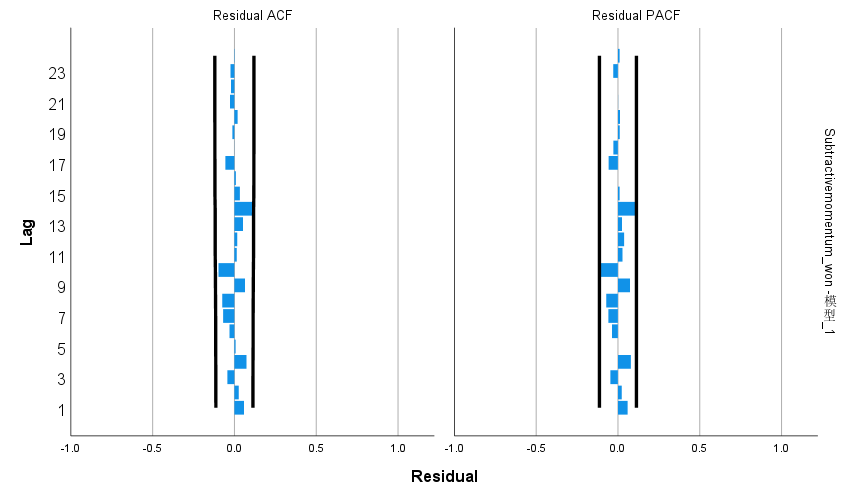 Residual ACF
Residual PACF
23
21
19
17
15
13
11
9
7
5
3
1
Lag
-1.0 -0.5 0.0 0.5 1.0
-1.0 -0.5 0.0 0.5 1.0
Residual
Subtractivemomentum_won -模型_1